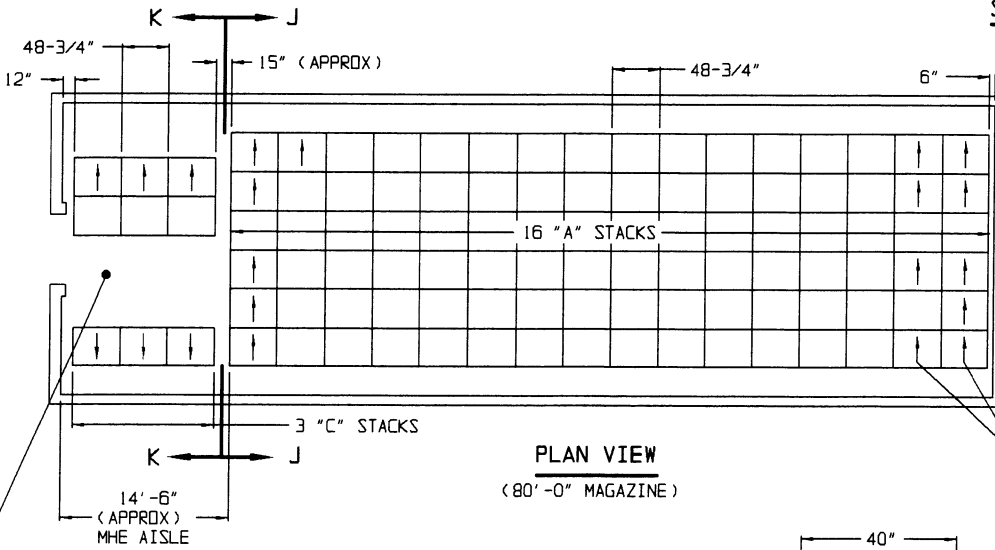 K J
48-3/4"
12"
15" (APPROX)
48-3/4"
6"
16 "A" STACKS
3 "C" STACKS
K J
PLAN VIEW
(80'-0" MAGAZINE)
14'-6"
(APPROX)
MHE AISLE
40"